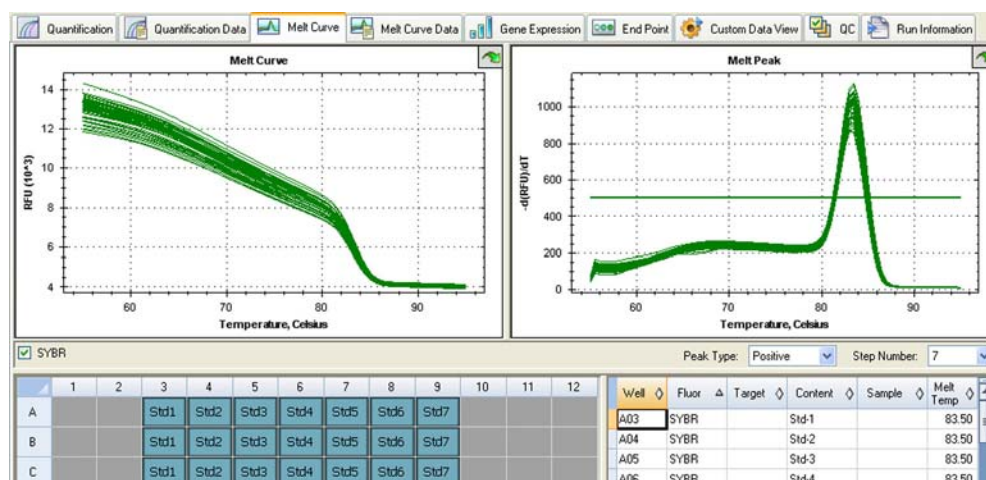 Quantification Quantification Data Melt Curve Melt Curve Data Gene Expression End Point Custom Data View QC Run Information
Melt Curve
14
12
10
8
6
4
RFU (10^3)
60 70 80 90
Temperature, Celsius
Melt Peak
1000
800
600
400
200
0
-d(RFU)/dT
60 70 80 90
Temperature, Celsius
SYBR
Peak Type: Positive Step Number: 7
1 2 3 4 5 6 7 8 9 10 11 12
A Std1 Std2 Std3 Std4 Std5 Std6 Std7
B Std1 Std2 Std3 Std4 Std5 Std6 Std7
C Std1 Std2 Std3 Std4 Std5 Std6 Std7
Well Fluor Target Content Sample Melt Temp
A03 SYBR Std-1 83.50
A04 SYBR Std-2 83.50
A05 SYBR Std-3 83.50
A06 SYBR Std-4 83.50